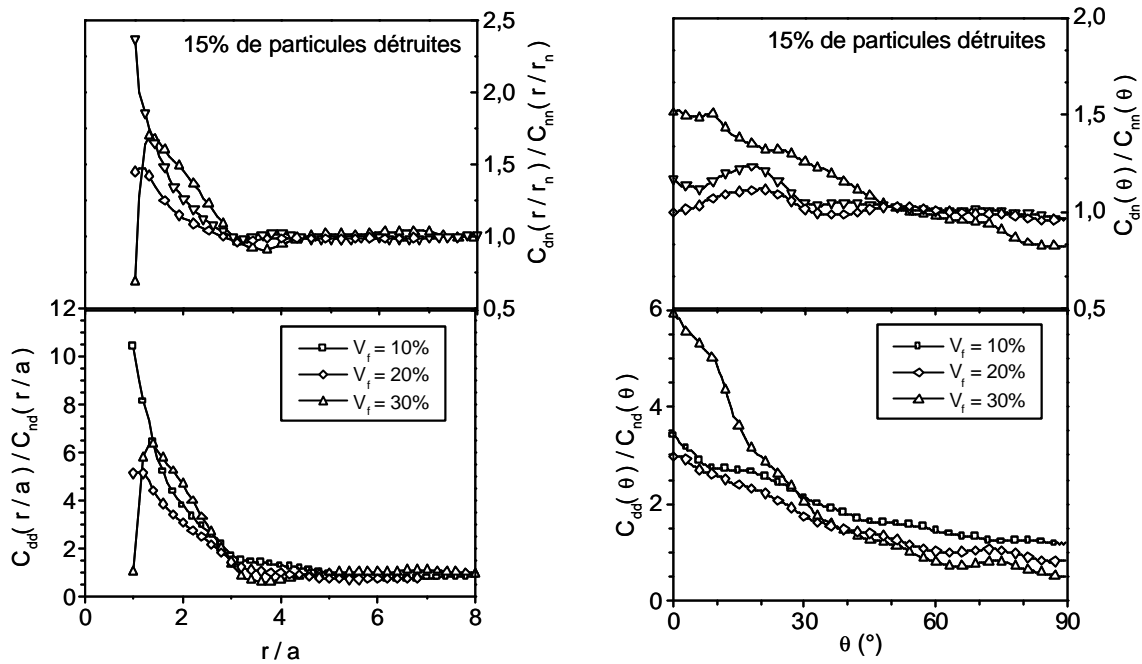 15% de particules détruites
2,5
2,0
1,5
1,0
0,5
C_dn( r / r_n ) / C_nn( r / r_n )
12
10
8
6
4
2
0
C_dd( r / a ) / C_nd( r / a )
V_f = 10%
V_f = 20%
V_f = 30%
0 2 4 6 8
r / a
15% de particules détruites
2,0
1,5
1,0
0,5
C_dn( θ ) / C_nn( θ )
6
4
2
0
C_dd( θ ) / C_nd( θ )
V_f = 10%
V_f = 20%
V_f = 30%
0 30 60 90
θ (°)